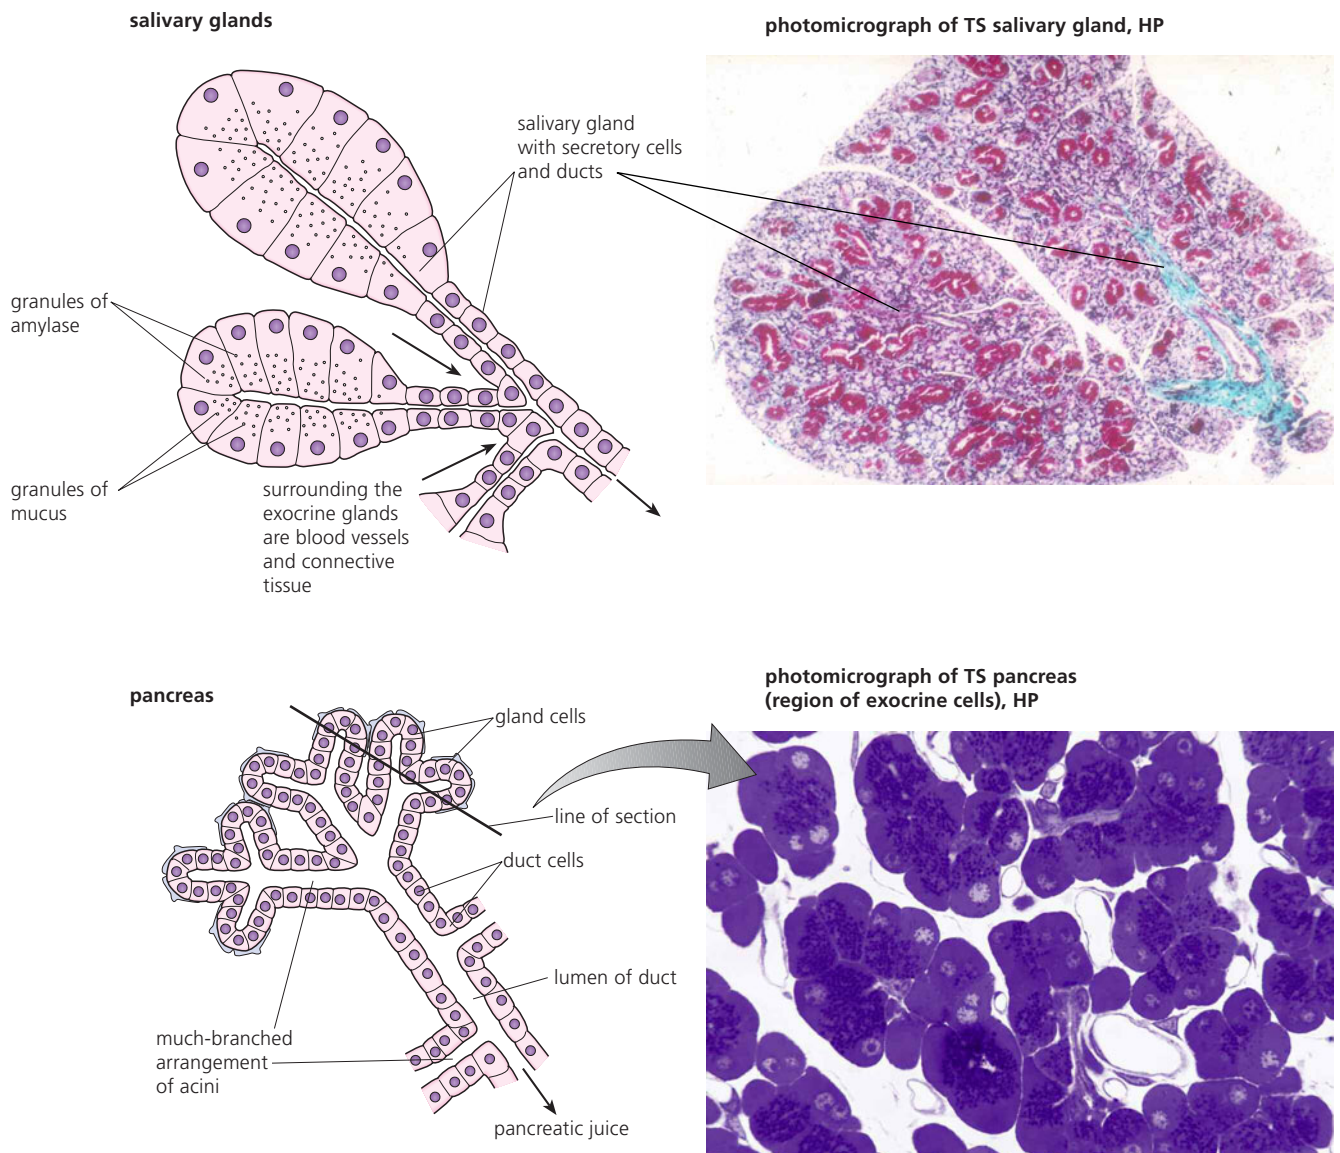 salivary glands
photomicrograph of TS salivary gland, HP
salivary gland
with secretory cells
and ducts
granules of
amylase
granules of
mucus
surrounding the
exocrine glands
are blood vessels
and connective
tissue
pancreas
photomicrograph of TS pancreas
(region of exocrine cells), HP
gland cells
line of section
duct cells
lumen of duct
much-branched
arrangement
of acini
pancreatic juice